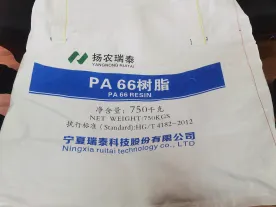 扬农瑞泰
YANGNONG RUITAI
PA 66树脂
PA 66 RESIN
净含量：750千克
NET WEIGHT:750KGS
执行标准 (Standard):HG/T 4182-2012
宁夏瑞泰科技股份有限公司
Ningxia ruitai technology co., ltd